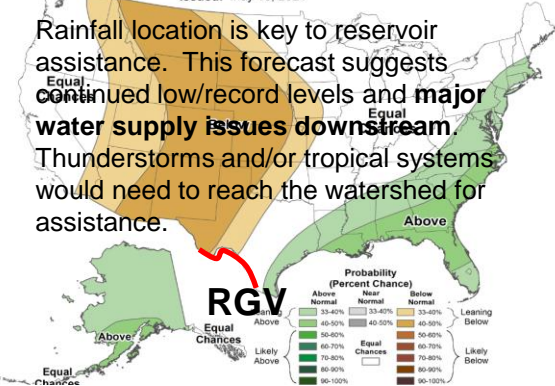 Rainfall location is key to reservoir
assistance. This forecast suggests
Equal
Chances
continued low/record levels and major
Equal
Chances
water supply issues downstream.
Below
Thunderstorms and/or tropical systems
would need to reach the watershed for
assistance.
Above
RGV
Above
Equal
Chances
Equal
Chances
Probability
(Percent Chance)
Above Normal
Near Normal
Below Normal
Leaning Above
33-40% 33-40% 33-40%
Leaning Below
40-50% 40-50% 40-50%
50-60% 50-60%
Likely Above
60-70% Equal Chances 60-70%
Likely Below
70-80% 70-80%
80-90% 80-90%
90-100% 90-100%